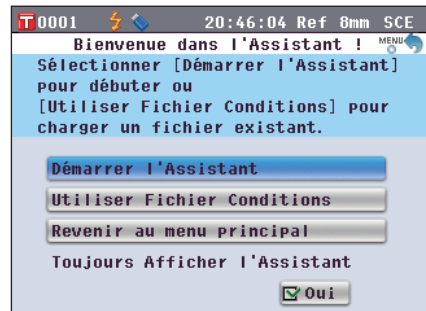 T0001 20:46:04 Ref 8mm SCE
Bienvenue dans l'Assistant ! MENU
Sélectionner [Démarrer l'Assistant]
pour débuter ou
[Utiliser Fichier Conditions] pour
charger un fichier existant.
Démarrer l'Assistant
Utiliser Fichier Conditions
Revenir au menu principal
Toujours Afficher l'Assistant
Oui